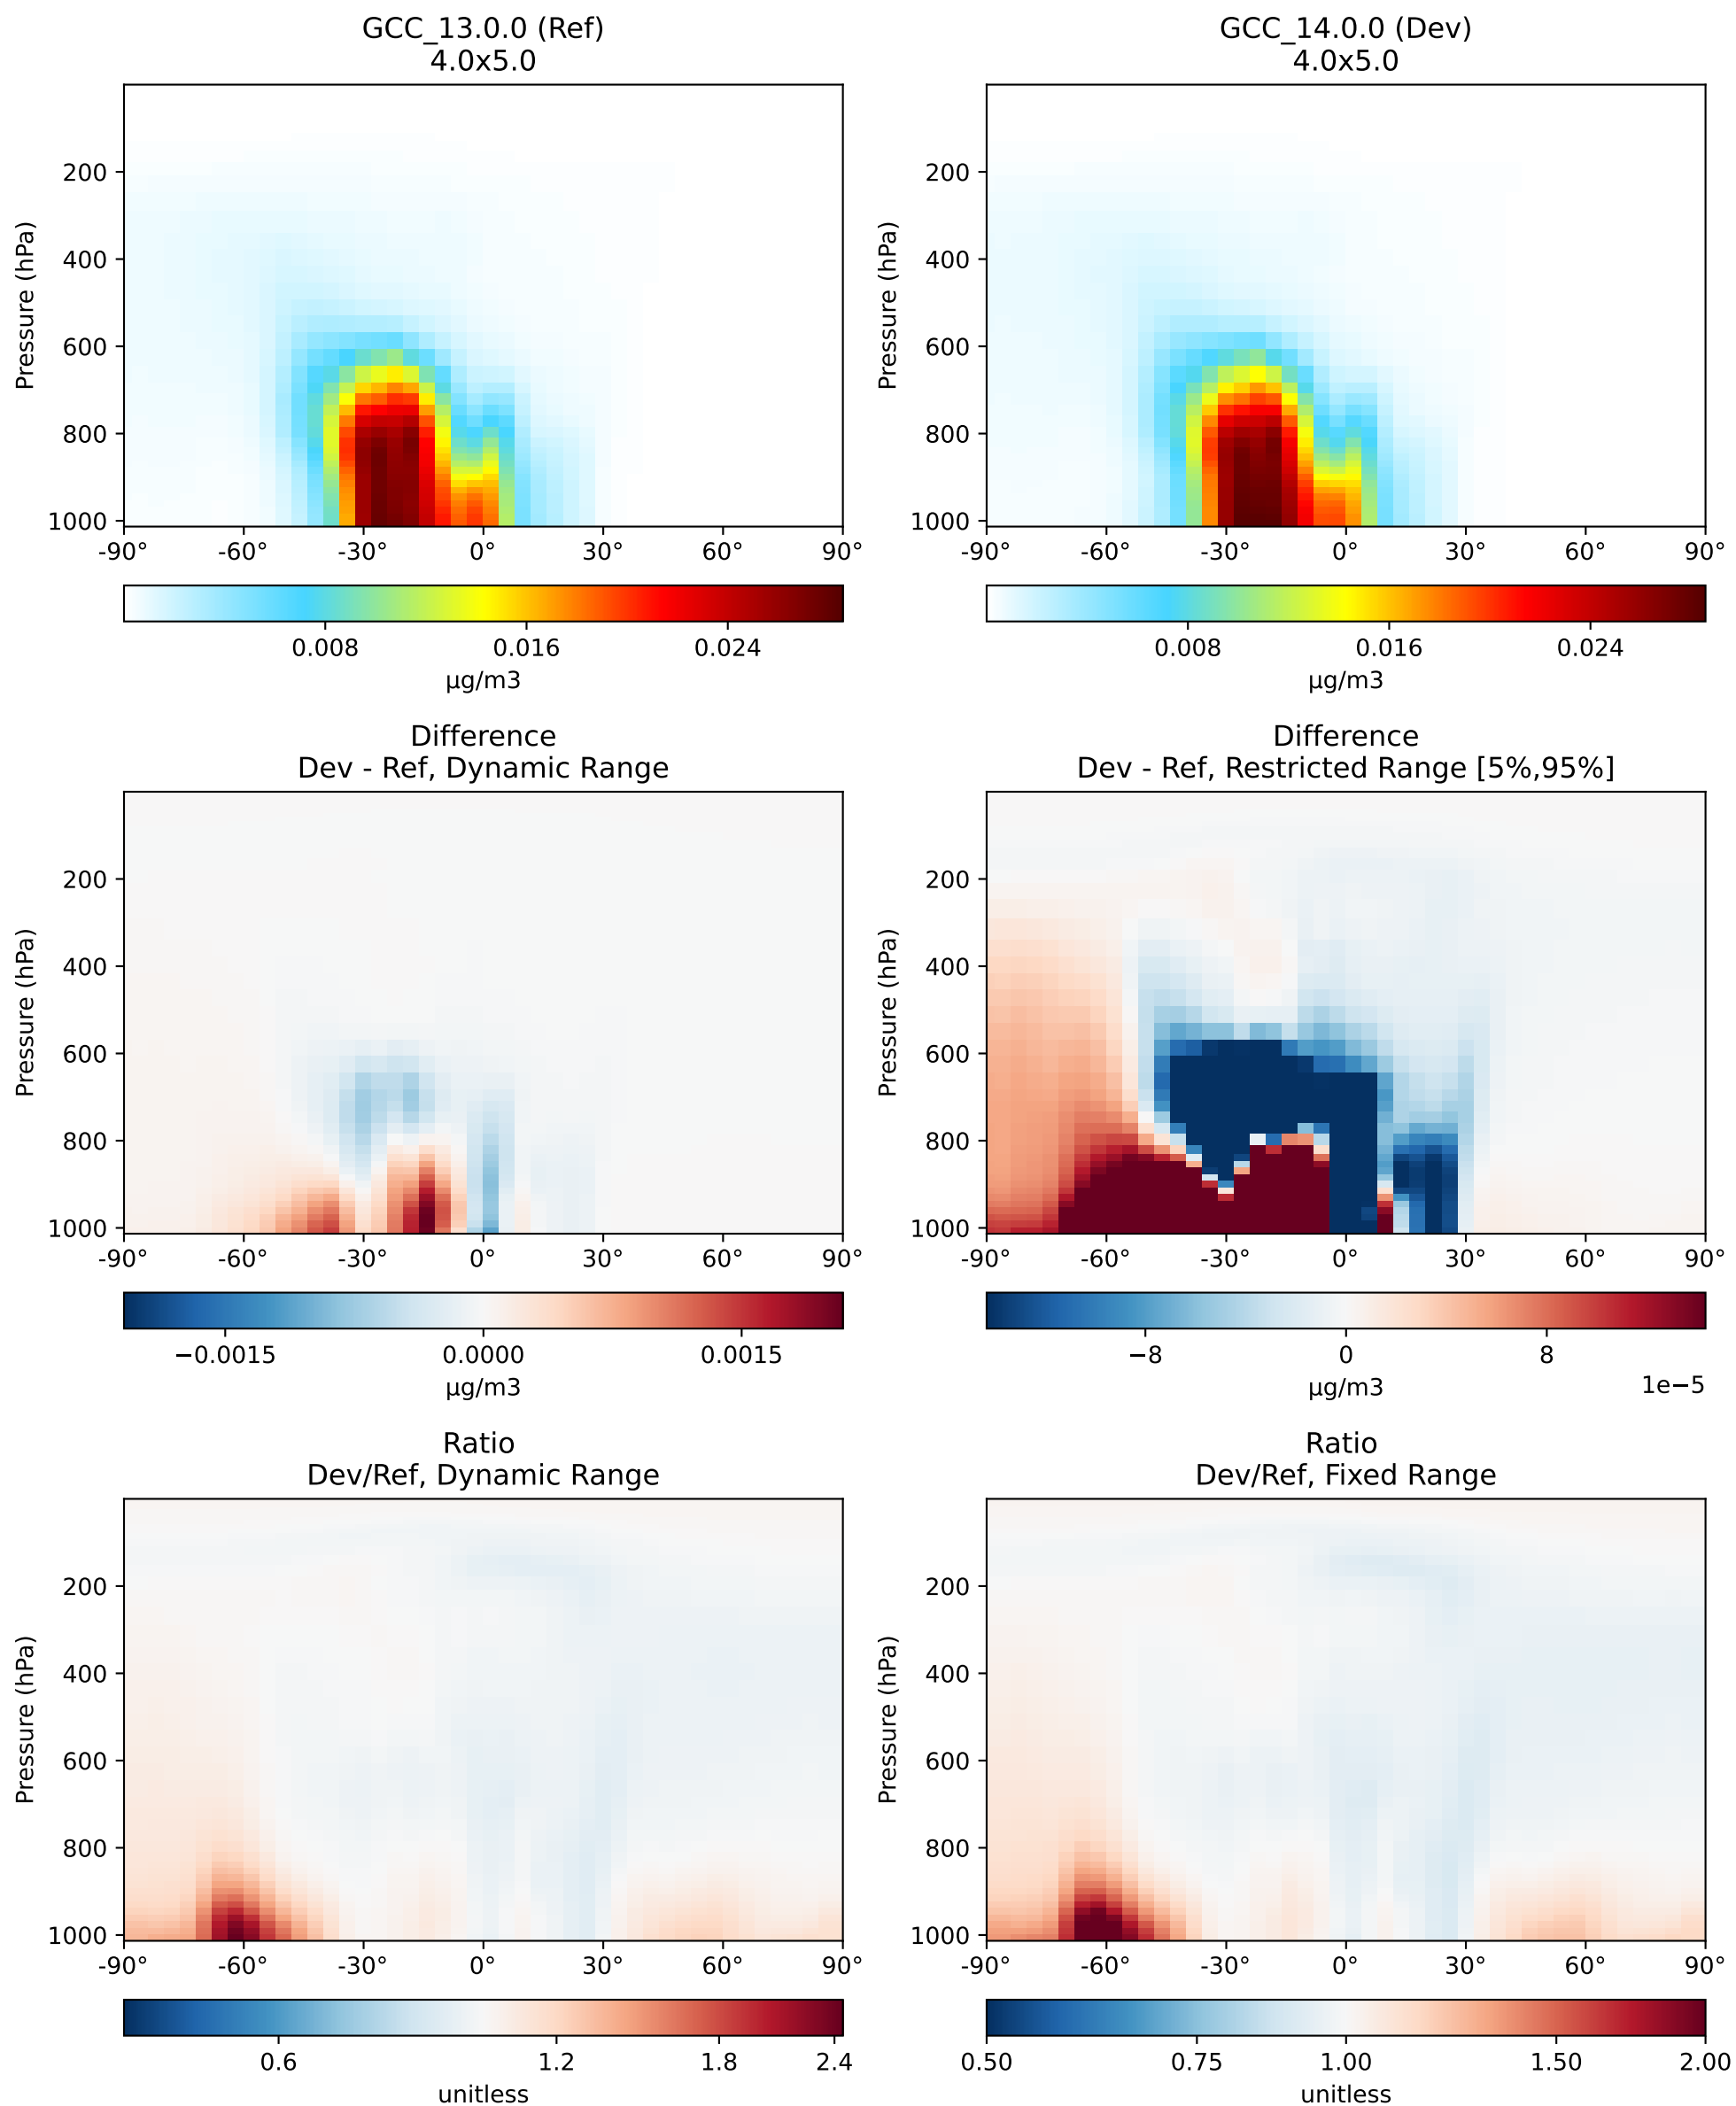 GCC_13.0.0 (Ref)
4.0x5.0
Pressure (hPa)
200
400
600
800
1000
-90° -60° -30° 0° 30° 60° 90°
0.008 0.016 0.024
μg/m3
GCC_14.0.0 (Dev)
4.0x5.0
Pressure (hPa)
200
400
600
800
1000
-90° -60° -30° 0° 30° 60° 90°
0.008 0.016 0.024
μg/m3
Difference
Dev - Ref, Dynamic Range
Pressure (hPa)
200
400
600
800
1000
-90° -60° -30° 0° 30° 60° 90°
−0.0015 0.0000 0.0015
μg/m3
Difference
Dev - Ref, Restricted Range [5%,95%]
Pressure (hPa)
200
400
600
800
1000
-90° -60° -30° 0° 30° 60° 90°
−8 0 8
μg/m3
1e−5
Ratio
Dev/Ref, Dynamic Range
Pressure (hPa)
200
400
600
800
1000
-90° -60° -30° 0° 30° 60° 90°
0.6 1.2 1.8 2.4
unitless
Ratio
Dev/Ref, Fixed Range
Pressure (hPa)
200
400
600
800
1000
-90° -60° -30° 0° 30° 60° 90°
0.50 0.75 1.00 1.50 2.00
unitless